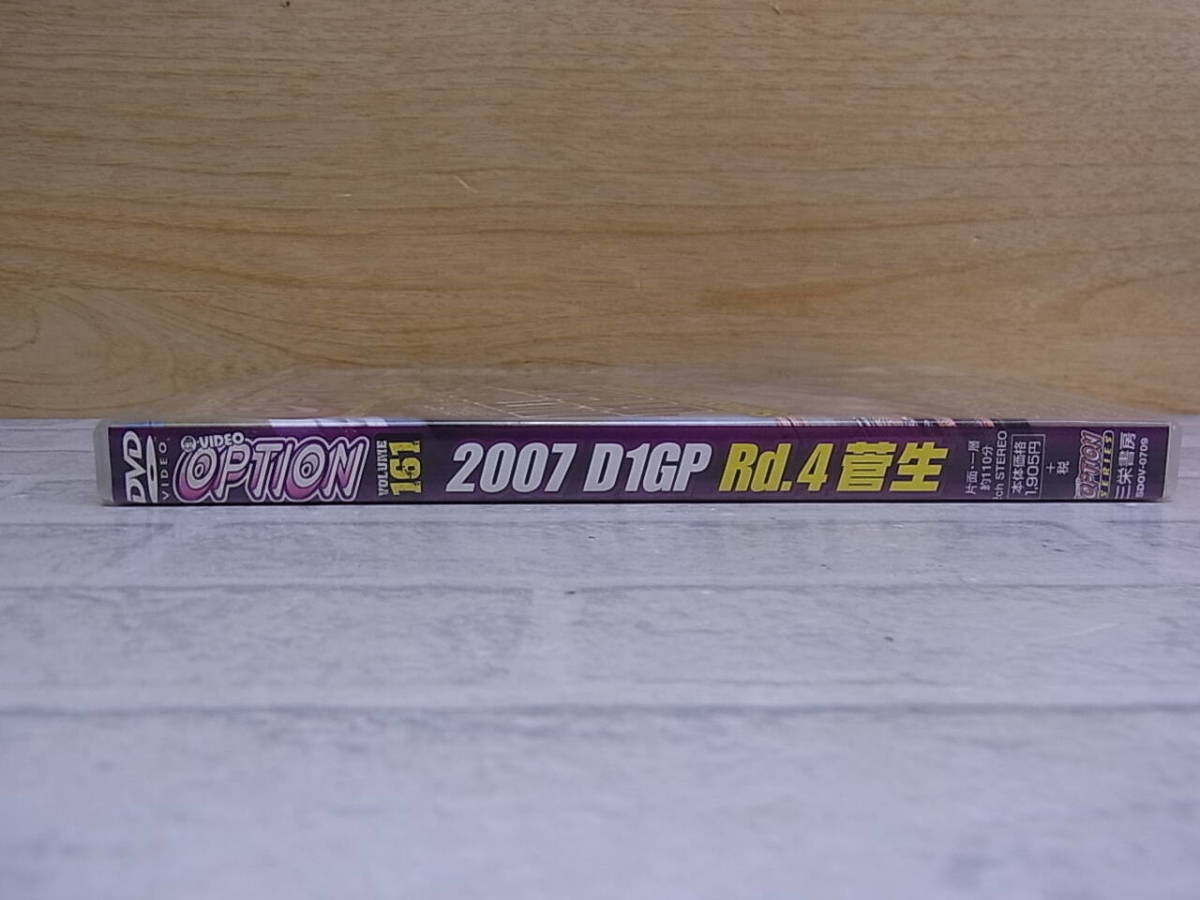 DVD
VIDEO
VIDEO
OPTION
VOLUME
161
2007 D1GP Rd.4 菅生
片面・一層
約110分
2ch STEREO
本体価格
1,905円
+
税
OPTION
SERIES
三栄書房
SDOV-0709